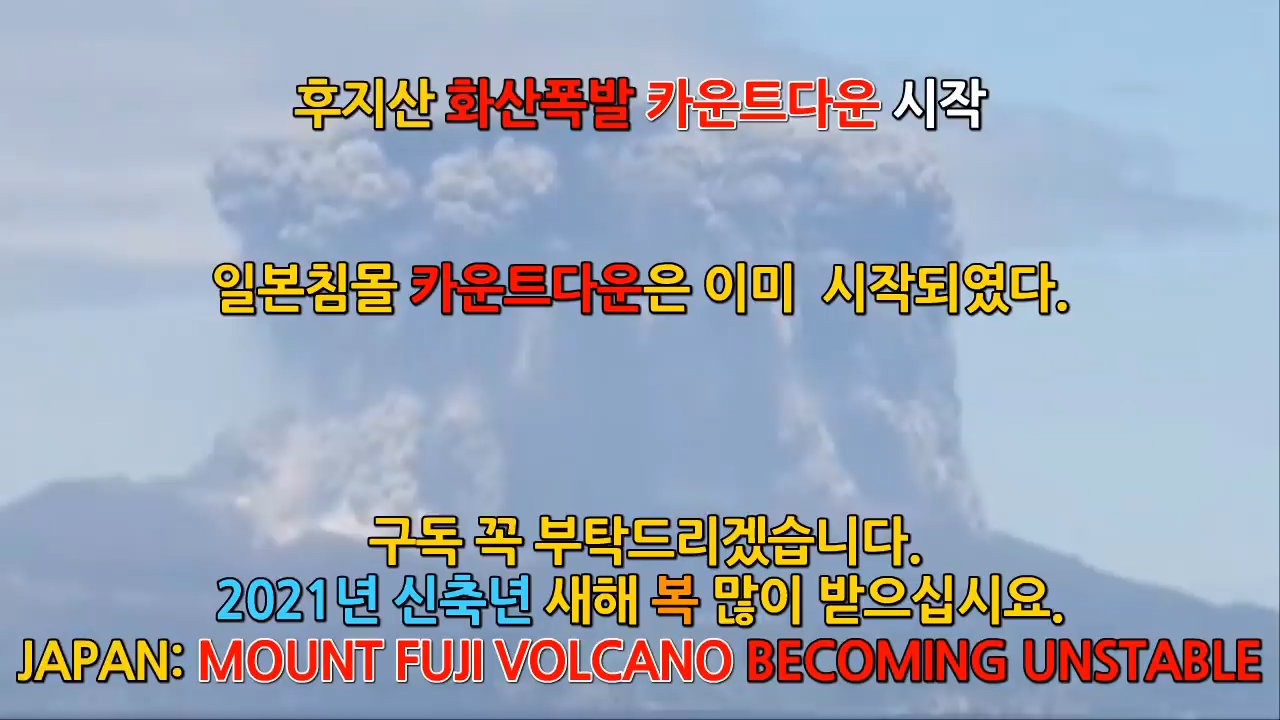 후지산 화산폭발 카운트다운 시작
일본침몰 카운트다운은 이미 시작되였다.
구독 꼭 부탁드리겠습니다.
2021년 신축년 새해 복 많이 받으십시요.
JAPAN: MOUNT FUJI VOLCANO BECOMING UNSTABLE